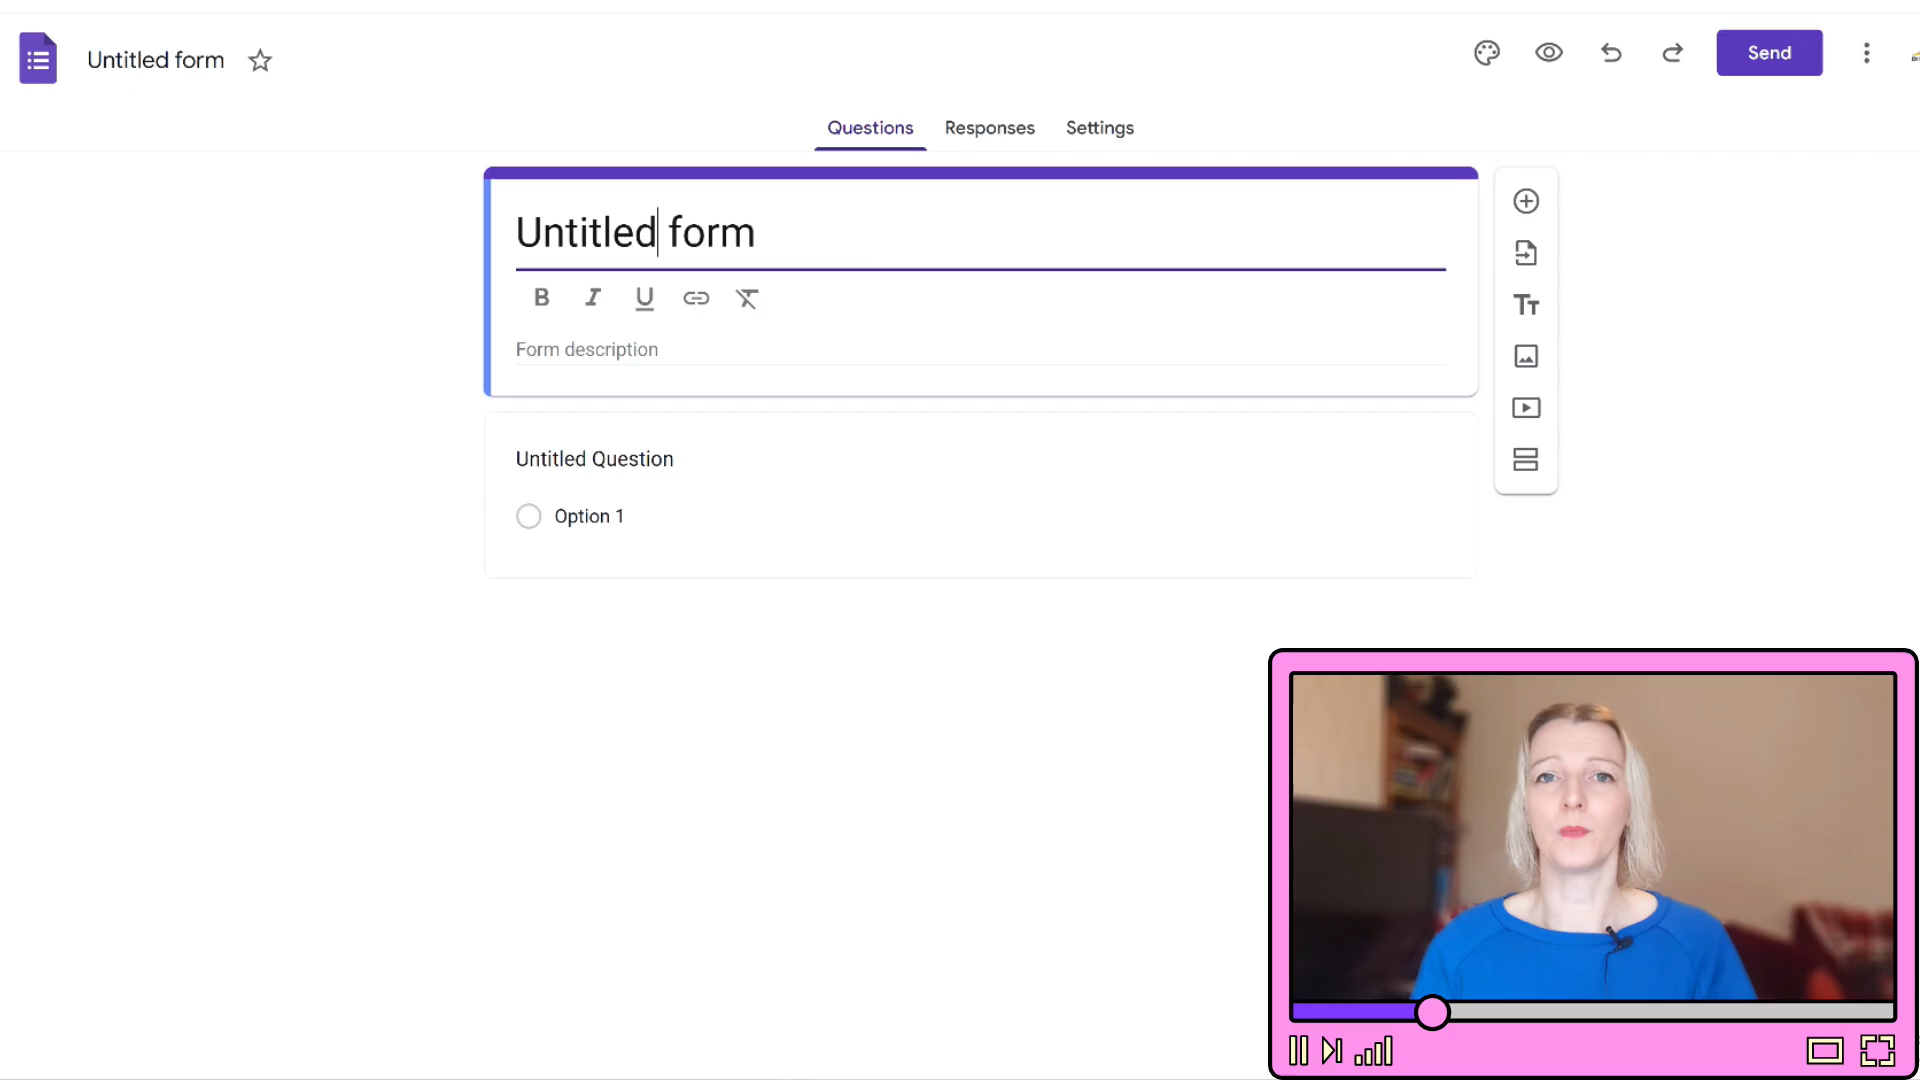 Untitled form
Send
Questions Responses Settings
Untitled form
B I U
Form description
Untitled Question
Option 1